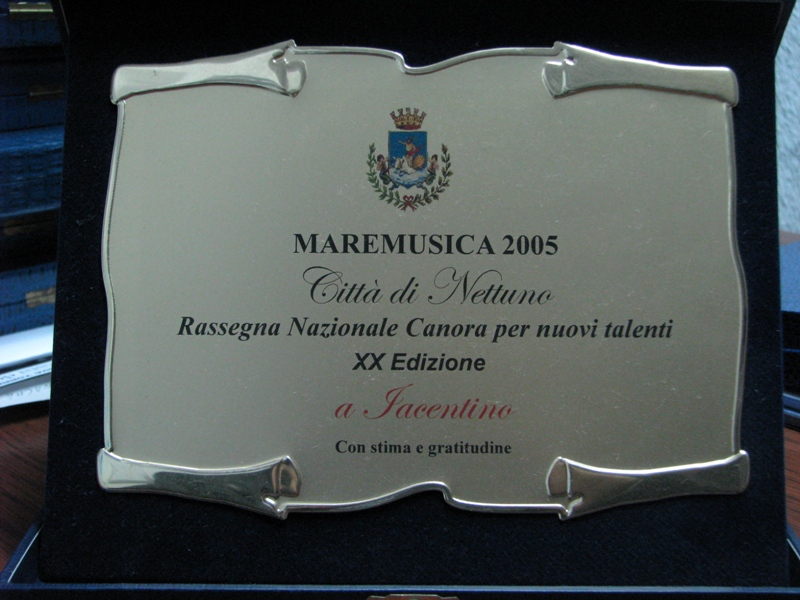 MAREMUSICA 2005
Città di Nettuno
Rassegna Nazionale Canora per nuovi talenti
XX Edizione
a Iacentino
Con stima e gratitudine